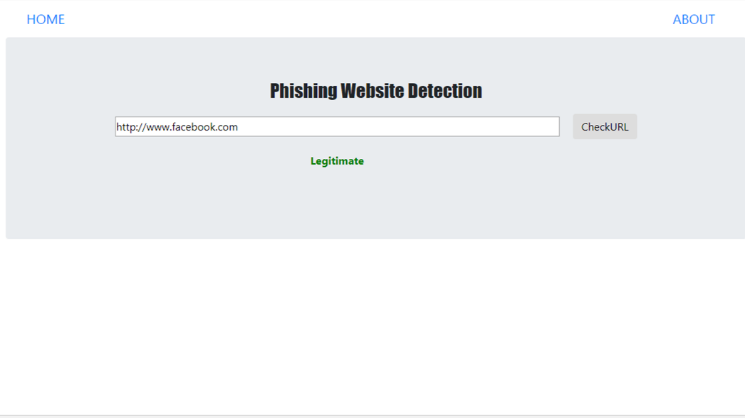 HOME ABOUT
Phishing Website Detection
http://www.facebook.com CheckURL
Legitimate